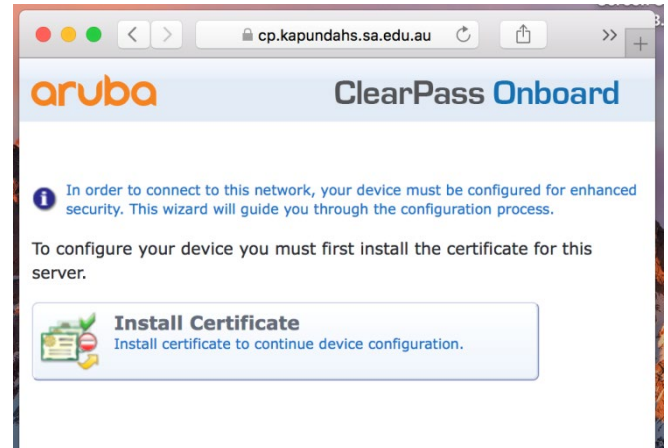 cp.kapundahs.sa.edu.au
aruba
ClearPass Onboard
In order to connect to this network, your device must be configured for enhanced
security. This wizard will guide you through the configuration process.
To configure your device you must first install the certificate for this
server.
Install Certificate
Install certificate to continue device configuration.